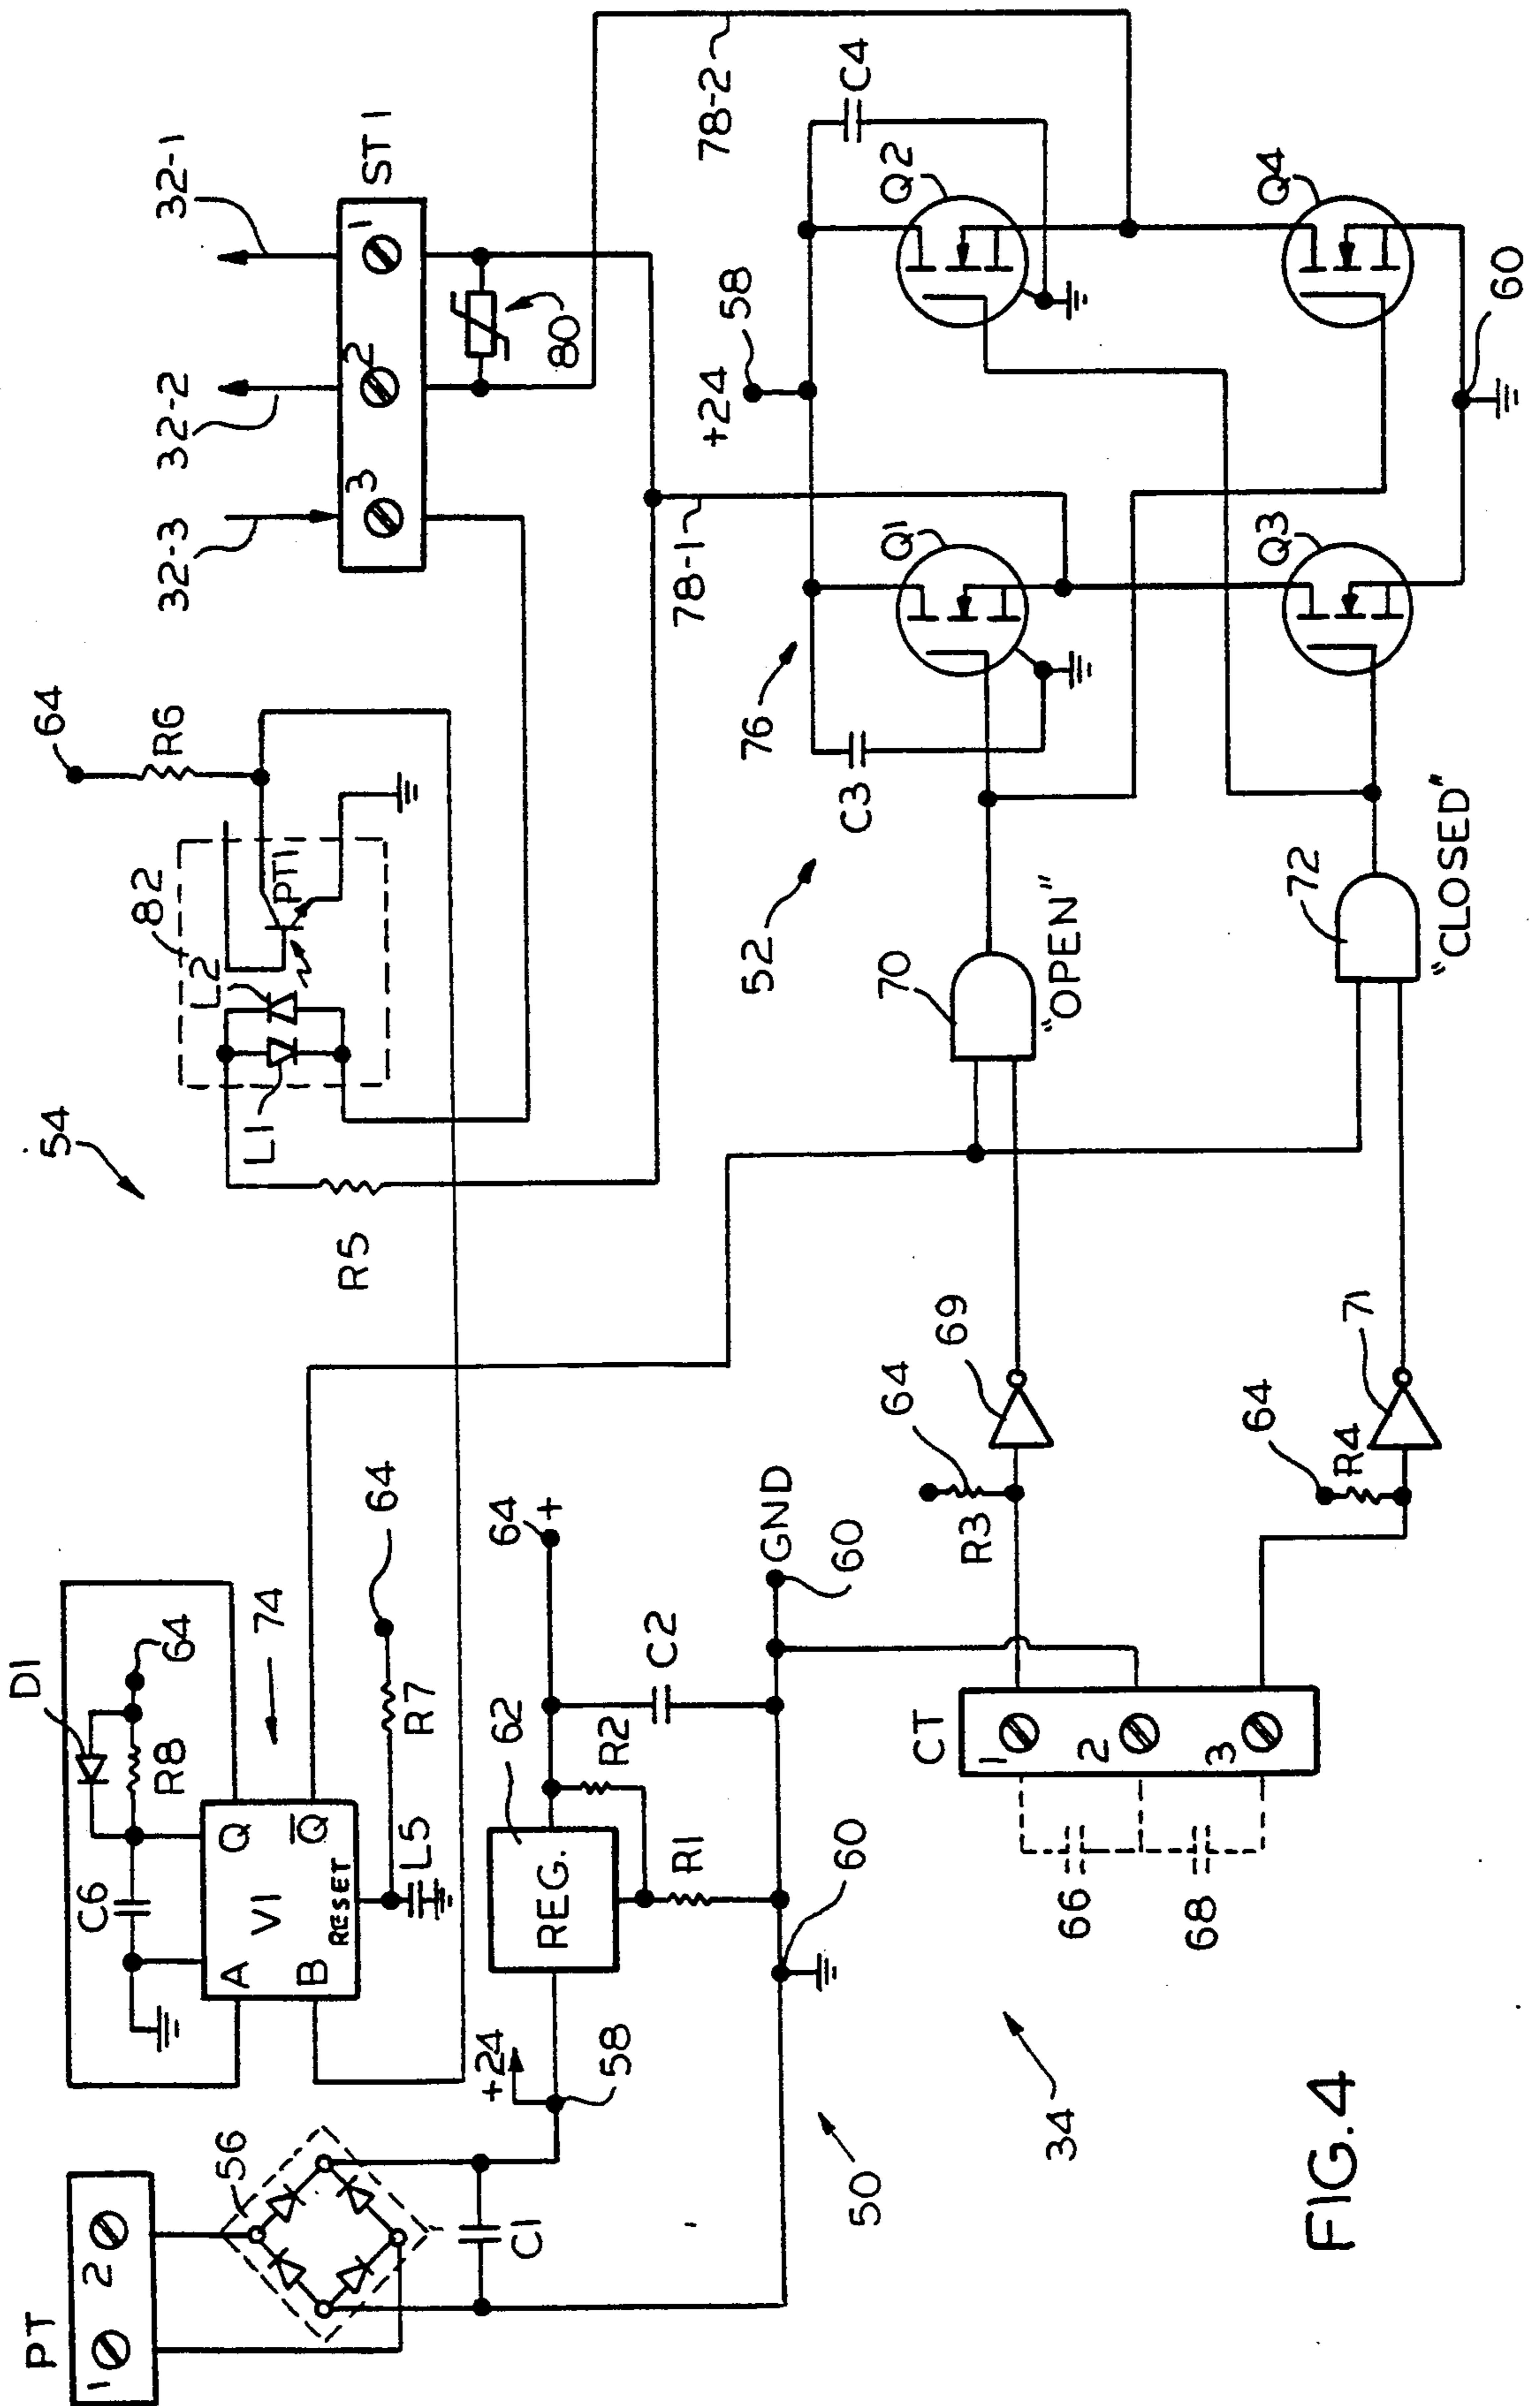 PT
1
2
56
C1
50
+24
58
D1
64
74
C6
R8
A
Q
V1
B
Q̅
RESET
L5
R7
64
REG.
62
R2
R1
C2
64
+
GND
60
60
CT
1
2
3
66
68
34
R3
64
69
R4
64
71
54
R5
L1
L2
82
PT1
R6
64
32-3
32-2
32-1
3
2
1
ST1
80
78-1
78-2
52
76
70
"OPEN"
72
"CLOSED"
C3
Q1
Q3
+24
58
Q2
C4
Q4
60
FIG.4